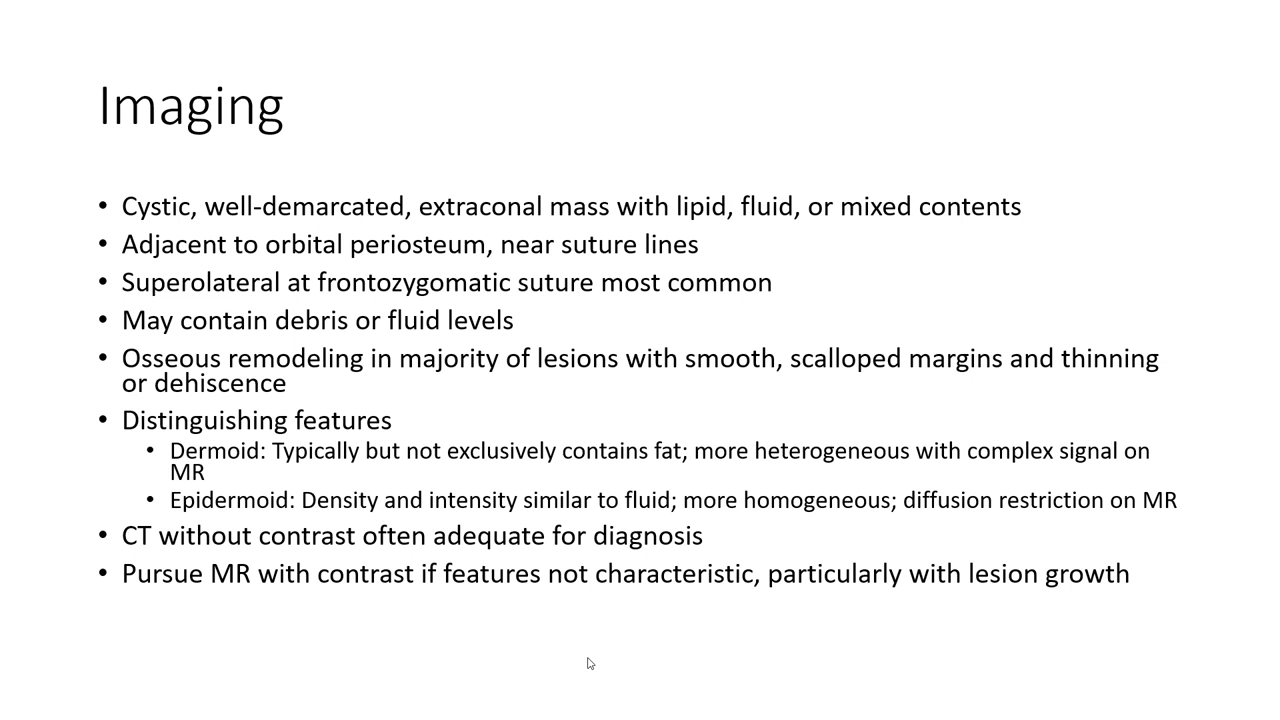 Imaging
• Cystic, well-demarcated, extraconal mass with lipid, fluid, or mixed contents
• Adjacent to orbital periosteum, near suture lines
• Superolateral at frontozygomatic suture most common
• May contain debris or fluid levels
• Osseous remodeling in majority of lesions with smooth, scalloped margins and thinning
or dehiscence
• Distinguishing features
• Dermoid: Typically but not exclusively contains fat; more heterogeneous with complex signal on
MR
• Epidermoid: Density and intensity similar to fluid; more homogeneous; diffusion restriction on MR
• CT without contrast often adequate for diagnosis
• Pursue MR with contrast if features not characteristic, particularly with lesion growth